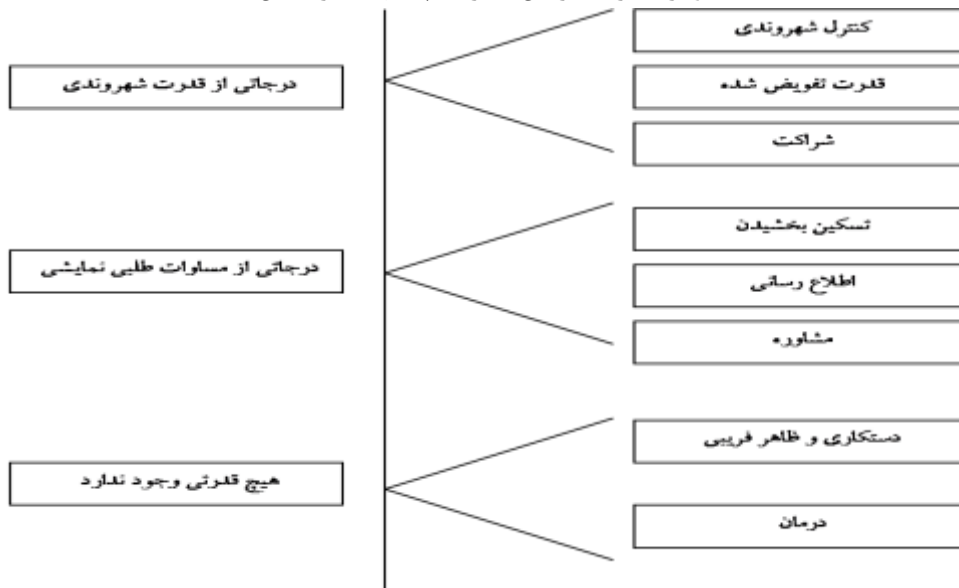 کنترل شهروندی
درجاتی از قدرت شهروندی
قدرت تفویض شده
شراکت
تسکین بخشیدن
درجاتی از مساوات طلبی نمایشی
اطلاع رسانی
مشاوره
دستکاری و ظاهر فریبی
هیچ قدرتی وجود ندارد
درمان